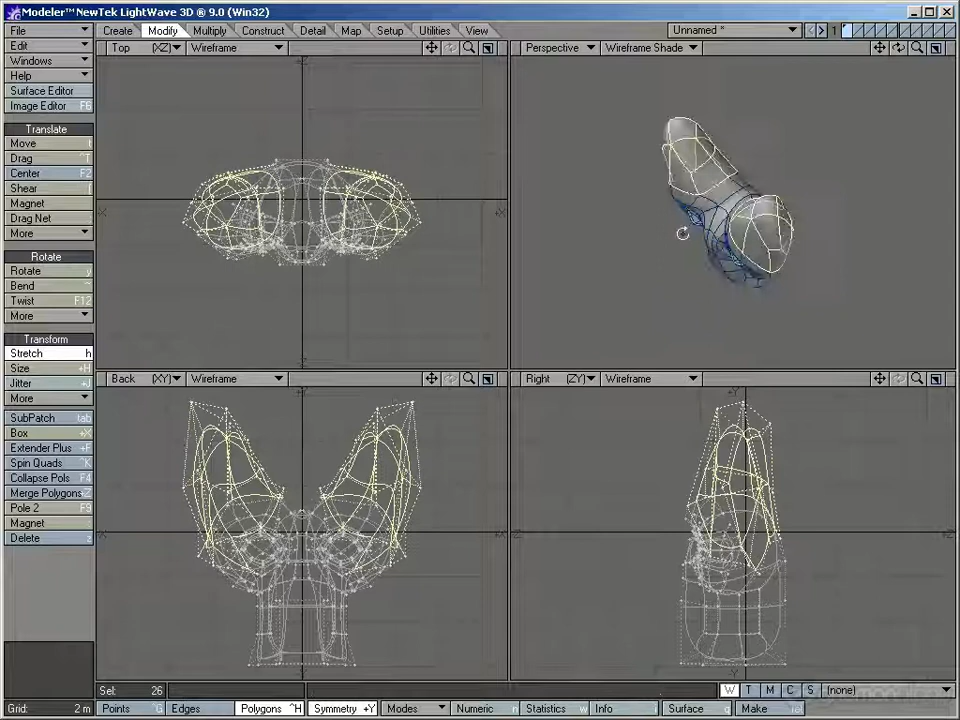 Modeler™NewTek LightWave 3D ® 9.0 (Win32)
File
Create Modify Multiply Construct Detail Map Setup Utilities View
Unnamed *
1
Edit
Windows
Help
Surface Editor
Image Editor F6
Top (XZ) Wireframe
Perspective Wireframe Shade
Translate
Move t
Drag ^T
Center F2
Shear [
Magnet
Drag Net
More
Rotate
Rotate y
Bend ~
Twist F12
More
Transform
Stretch h
Size +H
Jitter +J
More
Back (XY) Wireframe
Right (ZY) Wireframe
SubPatch tab
Box +X
Extender Plus +F
Spin Quads ^K
Collapse Pols F4
Merge Polygons Z
Pole 2 F9
Magnet
Delete z
Sel: 26
W T M C S (none)
Grid: 2 m
Points ^G Edges Polygons ^H Symmetry +Y Modes Numeric n Statistics w Info i Surface q Make